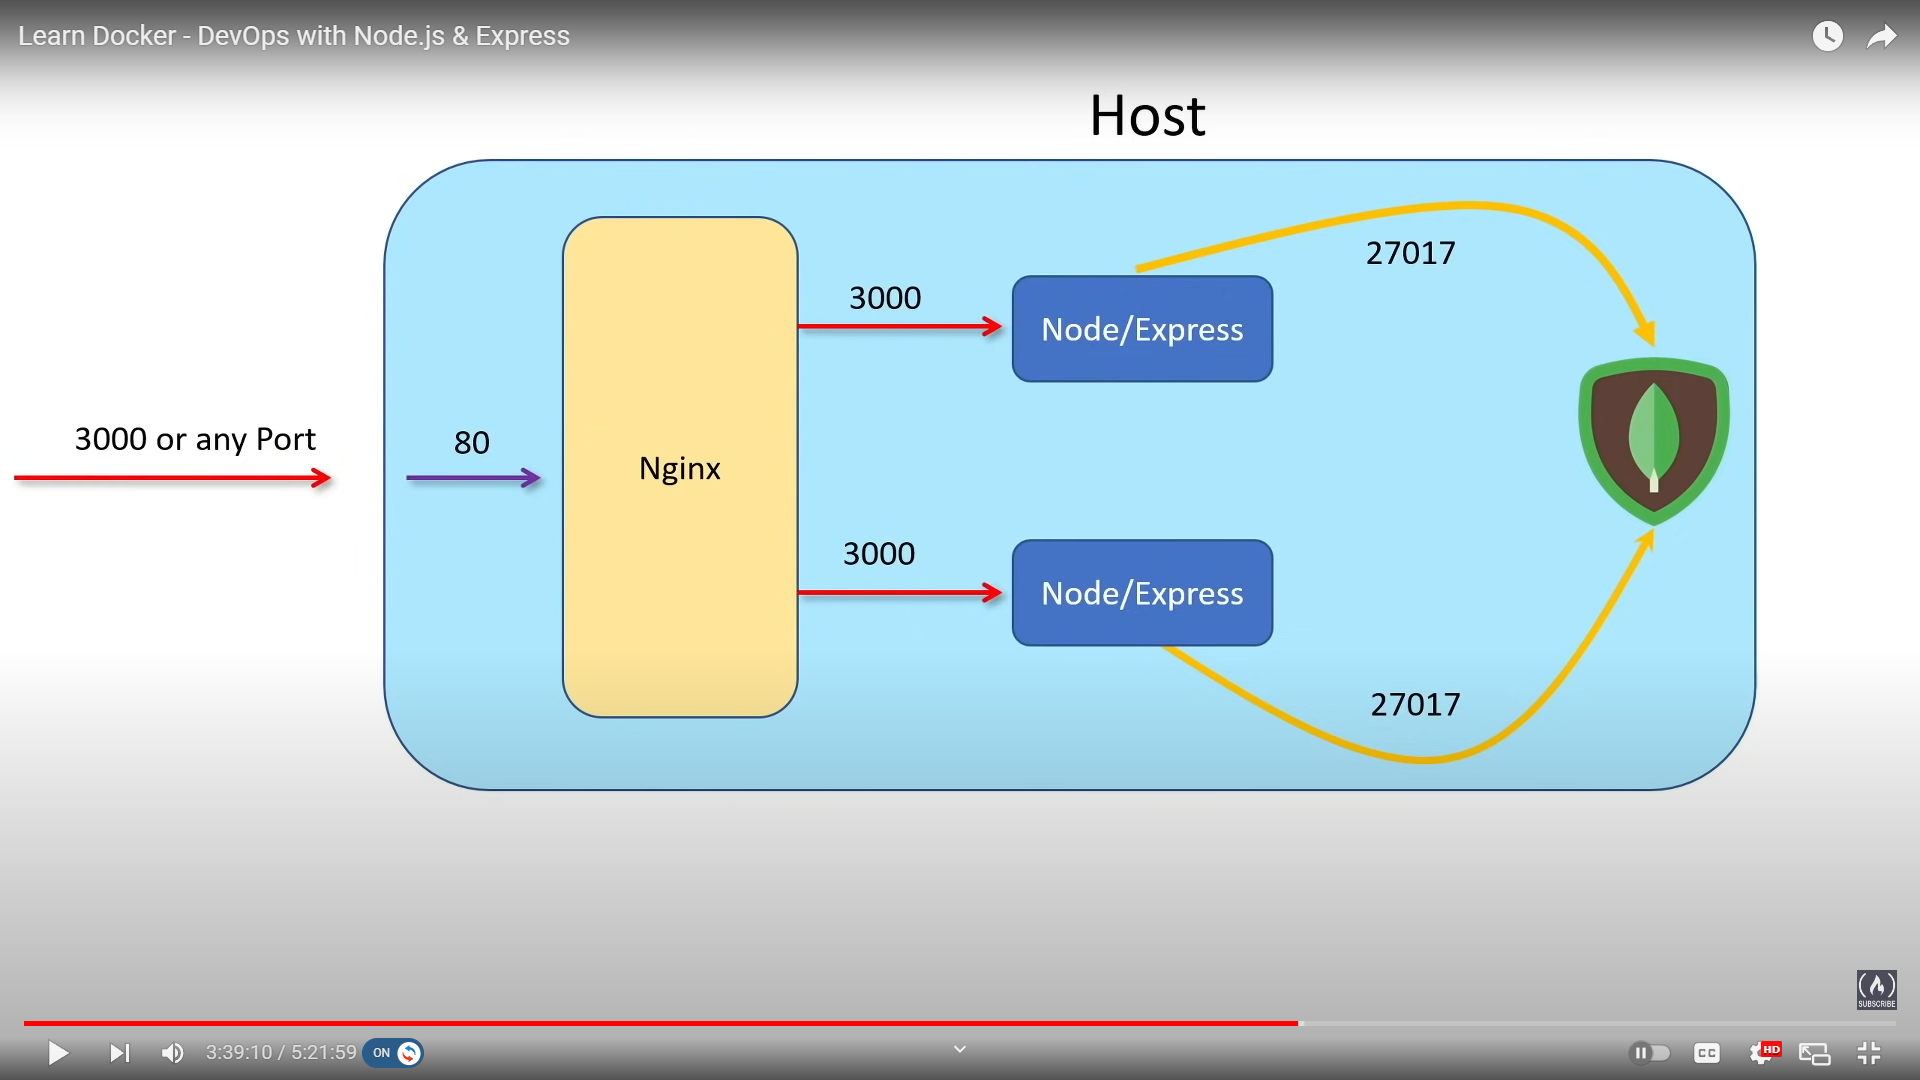 Learn Docker - DevOps with Node.js & Express
Host
27017
3000
Node/Express
3000 or any Port
80
Nginx
3000
Node/Express
27017
SUBSCRIBE
3:39:10 / 5:21:59
ON
CC
HD